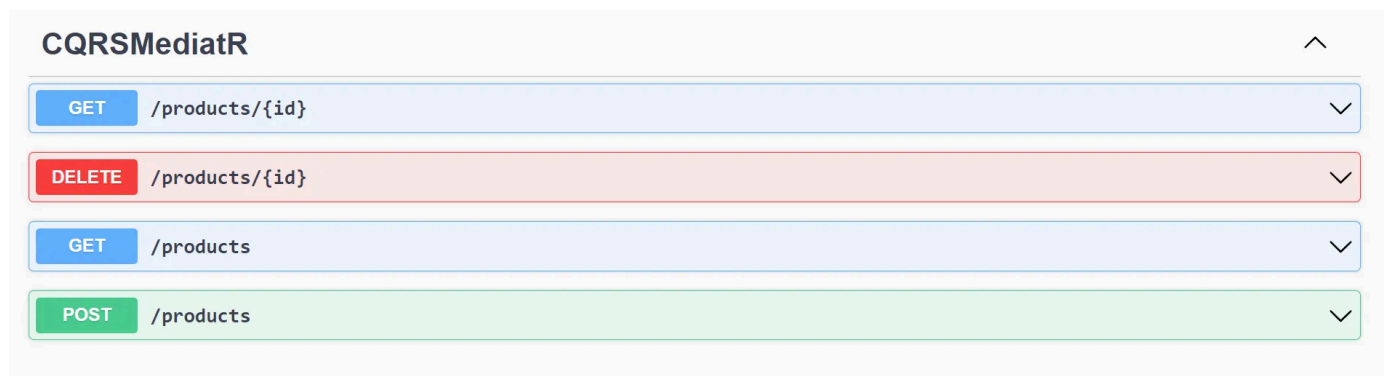 CQRSMediatR
GET /products/{id}
DELETE /products/{id}
GET /products
POST /products